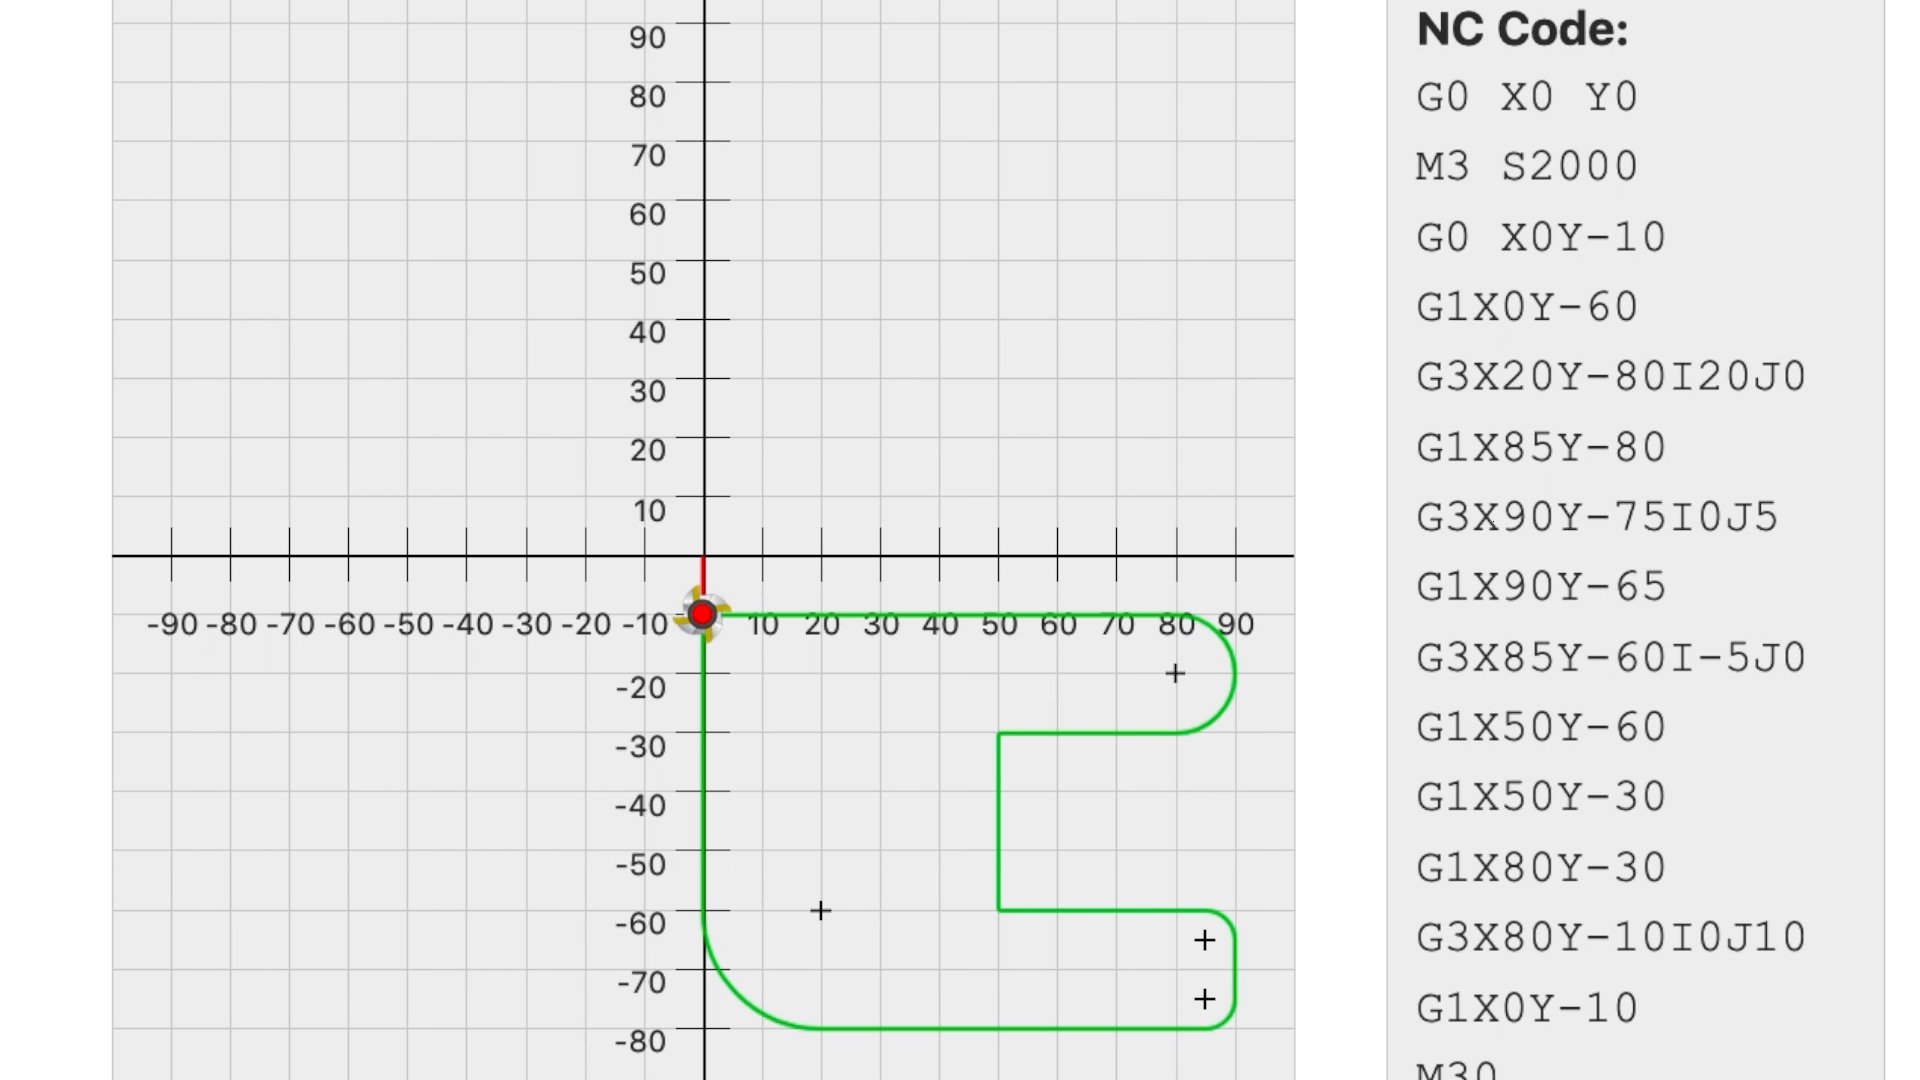 90
80
70
60
50
40
30
20
10
-90 -80 -70 -60 -50 -40 -30 -20 -10 10 20 30 40 50 60 70 80 90
-20
-30
-40
-50
-60
-70
-80
NC Code:
G0 X0 Y0
M3 S2000
G0 X0Y-10
G1X0Y-60
G3X20Y-80I20J0
G1X85Y-80
G3X90Y-75I0J5
G1X90Y-65
G3X85Y-60I-5J0
G1X50Y-60
G1X50Y-30
G1X80Y-30
G3X80Y-10I0J10
G1X0Y-10
M30